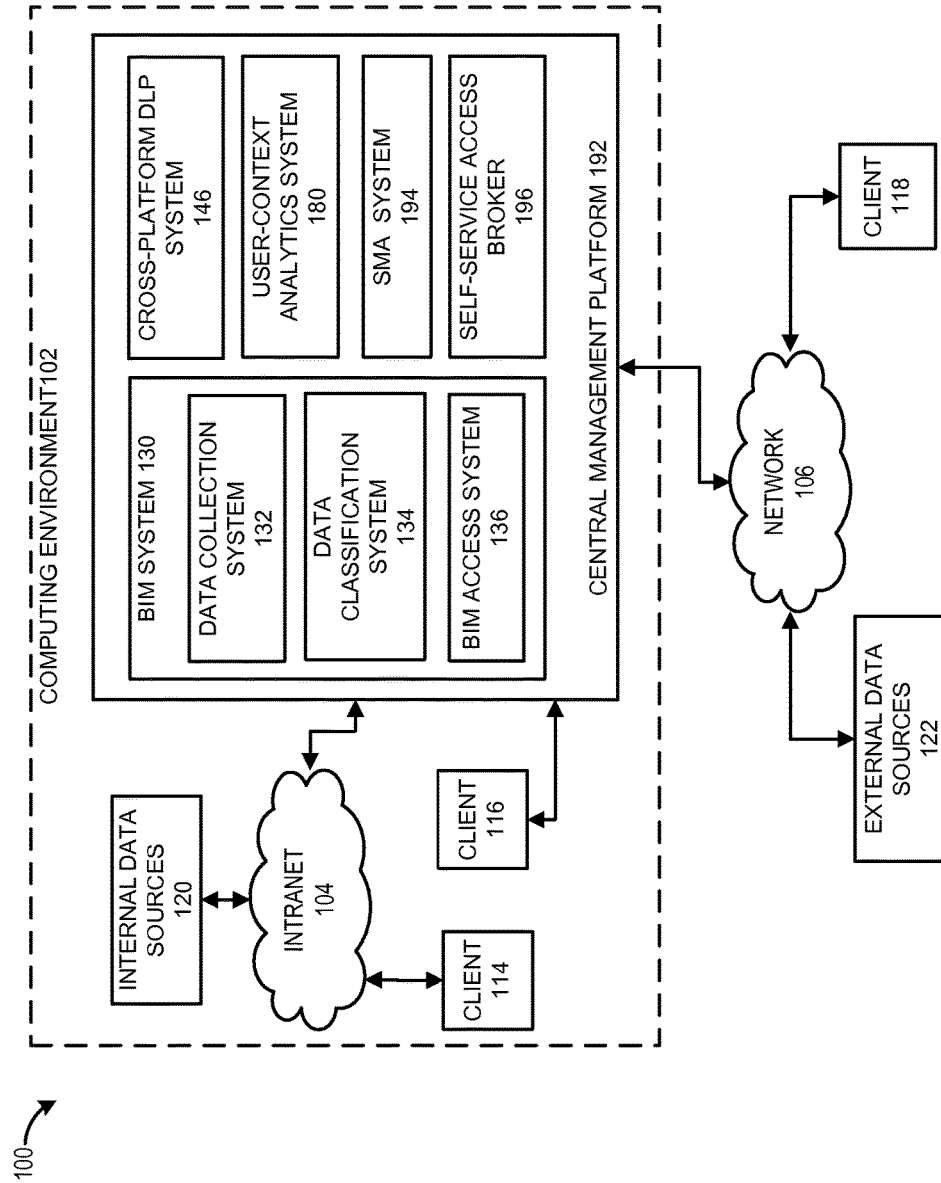 100
COMPUTING ENVIRONMENT102
INTERNAL DATA
SOURCES
120
INTRANET
104
CLIENT
114
CLIENT
116
BIM SYSTEM 130
DATA COLLECTION
SYSTEM
132
DATA
CLASSIFICATION
SYSTEM
134
BIM ACCESS SYSTEM
136
CROSS-PLATFORM DLP
SYSTEM
146
USER-CONTEXT
ANALYTICS SYSTEM
180
SMA SYSTEM
194
SELF-SERVICE ACCESS
BROKER
196
CENTRAL MANAGEMENT PLATFORM 192
NETWORK
106
EXTERNAL DATA
SOURCES
122
CLIENT
118